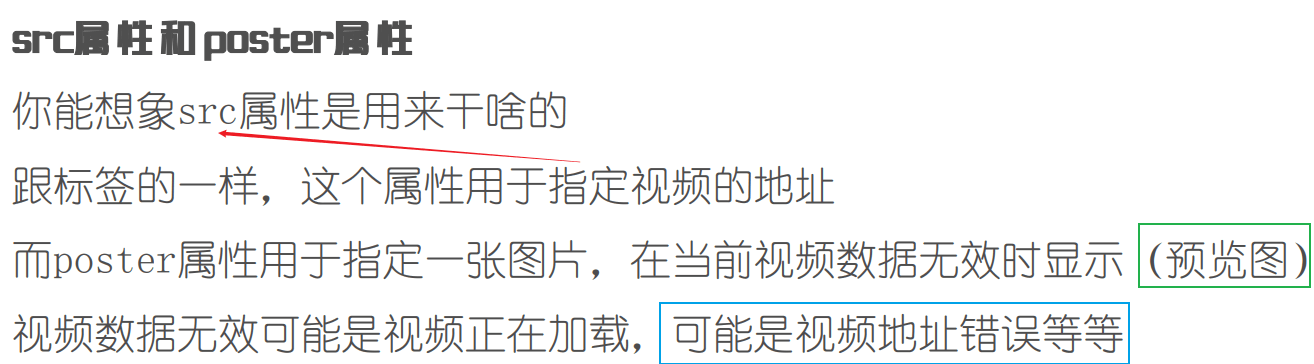 src属性和poster属性
你能想象src属性是用来干啥的
跟标签的一样，这个属性用于指定视频的地址
而poster属性用于指定一张图片，在当前视频数据无效时显示（预览图）
视频数据无效可能是视频正在加载，可能是视频地址错误等等